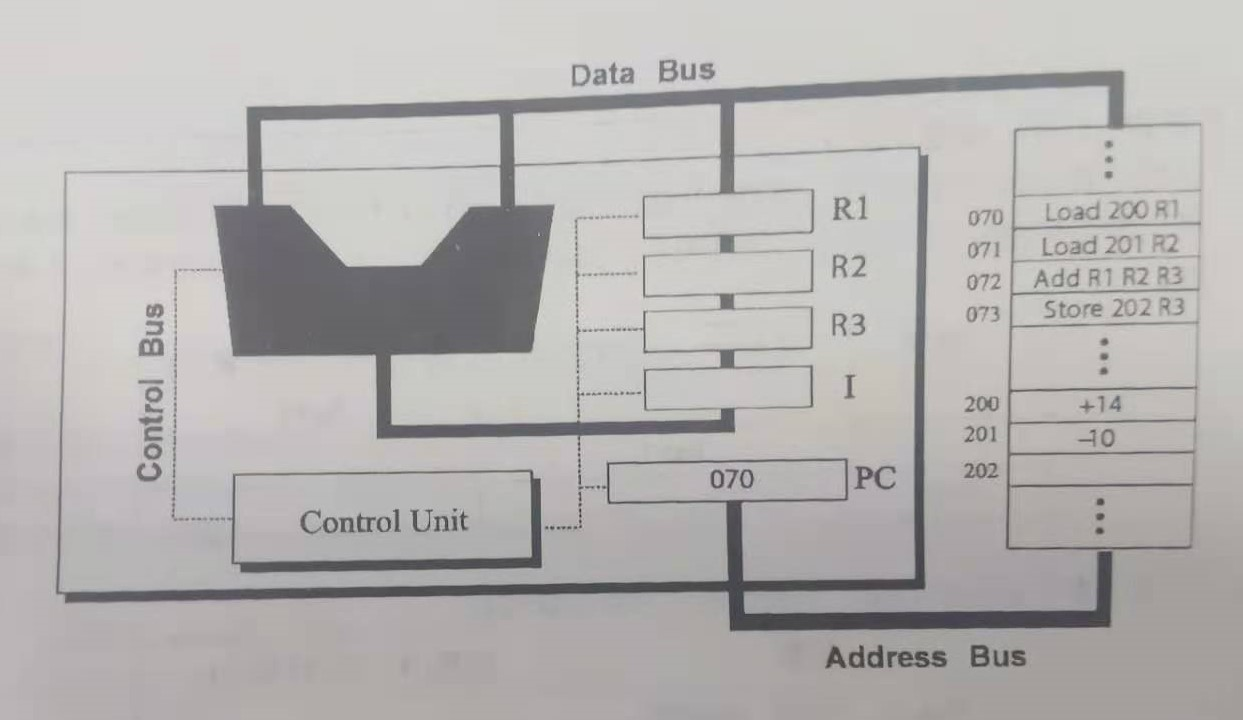 Data Bus
Control Bus
R1
R2
R3
I
070 PC
Control Unit
070 Load 200 R1
071 Load 201 R2
072 Add R1 R2 R3
073 Store 202 R3
200 +14
201 –10
202
Address Bus